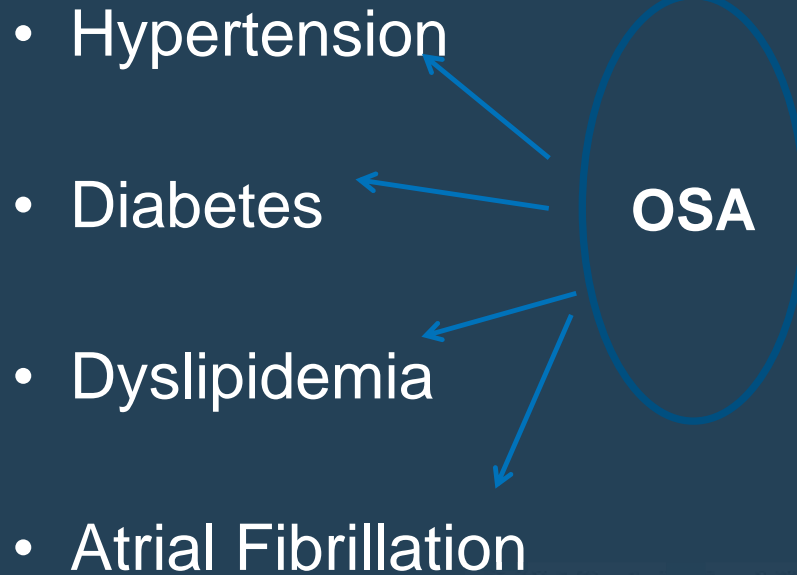 • Hypertension
• Diabetes
OSA
• Dyslipidemia
• Atrial Fibrillation